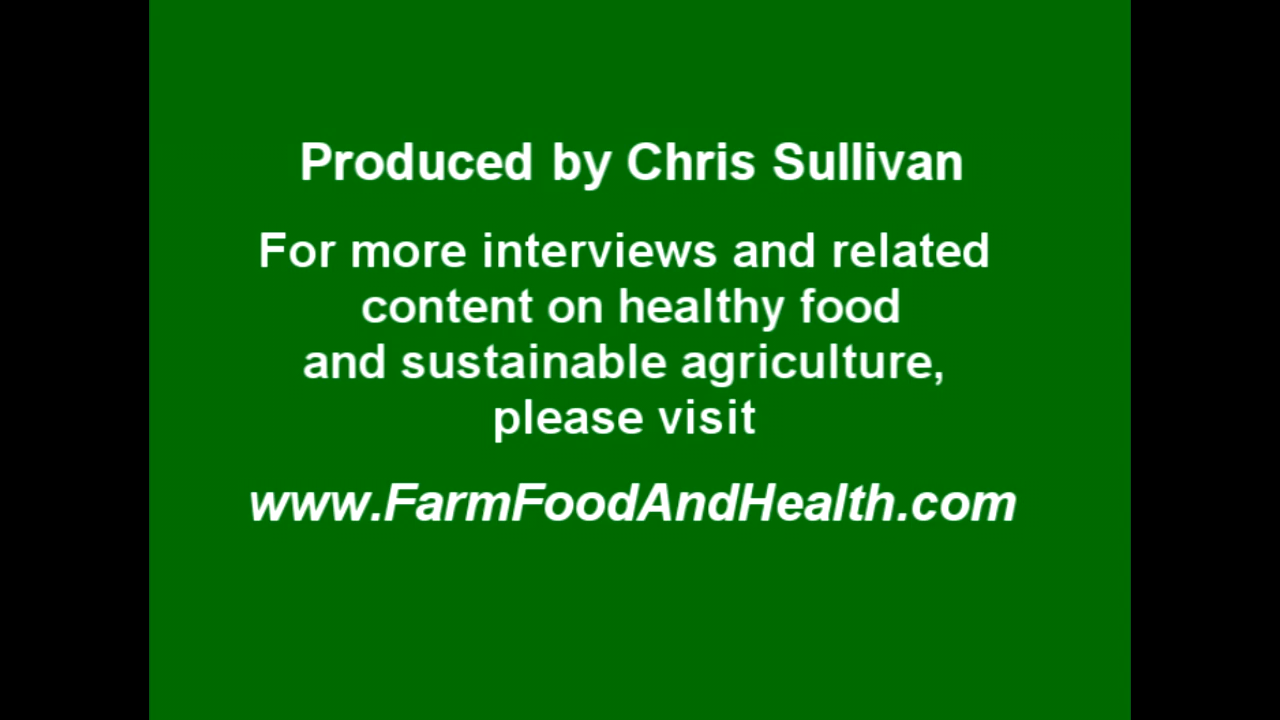 Produced by Chris Sullivan
For more interviews and related
content on healthy food
and sustainable agriculture,
please visit
www.FarmFoodAndHealth.com